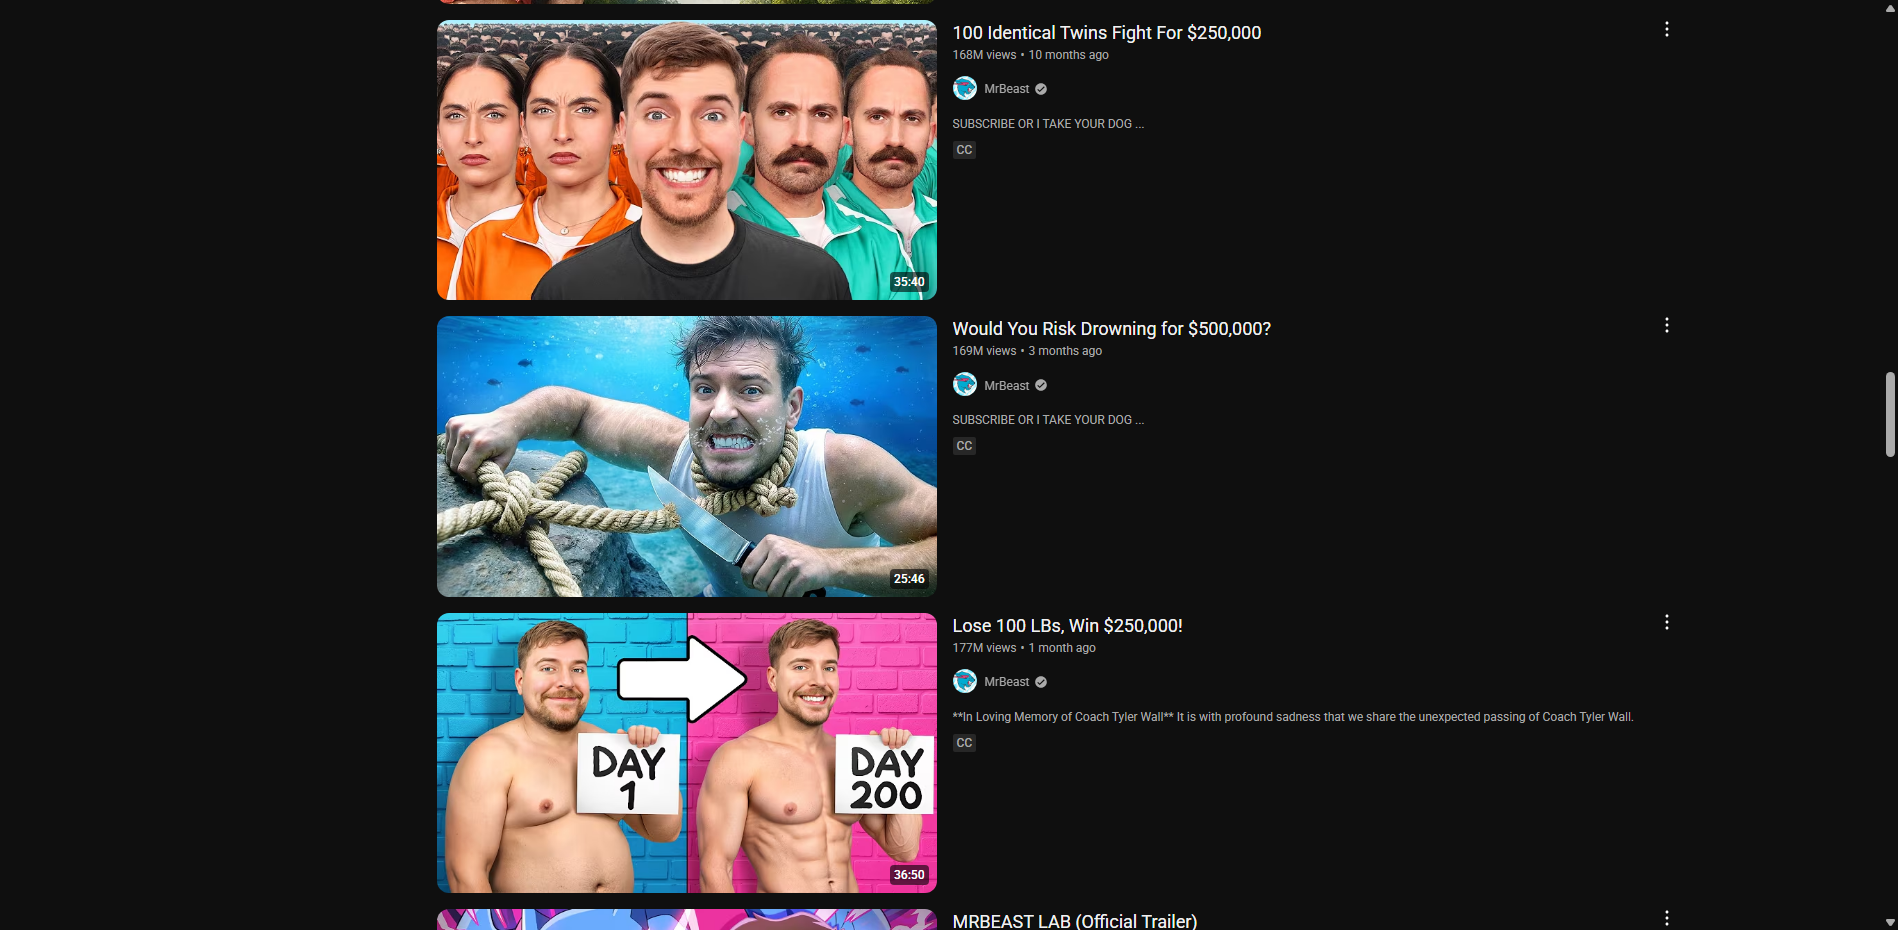 100 Identical Twins Fight For $250,000
168M views • 10 months ago
MrBeast
SUBSCRIBE OR I TAKE YOUR DOG ...
CC
35:40
Would You Risk Drowning for $500,000?
169M views • 3 months ago
MrBeast
SUBSCRIBE OR I TAKE YOUR DOG ...
CC
25:46
DAY
1
DAY
200
Lose 100 LBs, Win $250,000!
177M views • 1 month ago
MrBeast
**In Loving Memory of Coach Tyler Wall** It is with profound sadness that we share the unexpected passing of Coach Tyler Wall.
CC
36:50
MRBEAST LAB (Official Trailer)